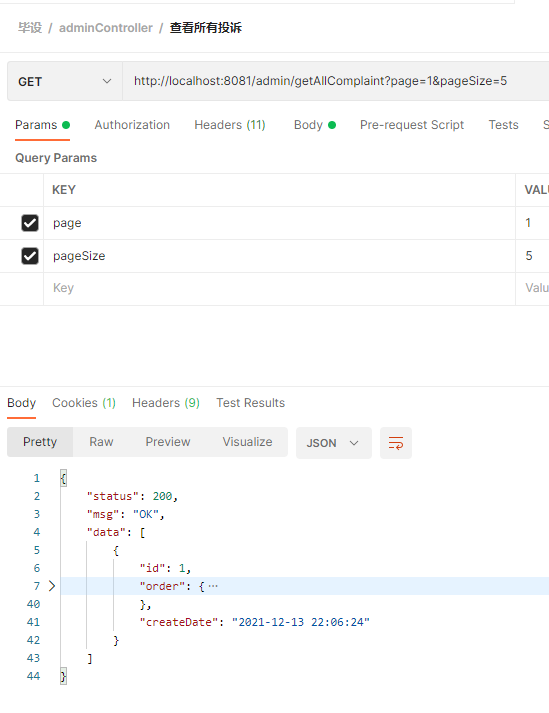 毕设 / adminController / 查看所有投诉
GET http://localhost:8081/admin/getAllComplaint?page=1&pageSize=5
Params Authorization Headers (11) Body Pre-request Script Tests S
Query Params
KEY VALU
page 1
pageSize 5
Key Valu
Body Cookies (1) Headers (9) Test Results
Pretty Raw Preview Visualize JSON
1 {
2 "status": 200,
3 "msg": "OK",
4 "data": [
5 {
6 "id": 1,
7 "order": {···
40 },
41 "createDate": "2021-12-13 22:06:24"
42 }
43 ]
44 }